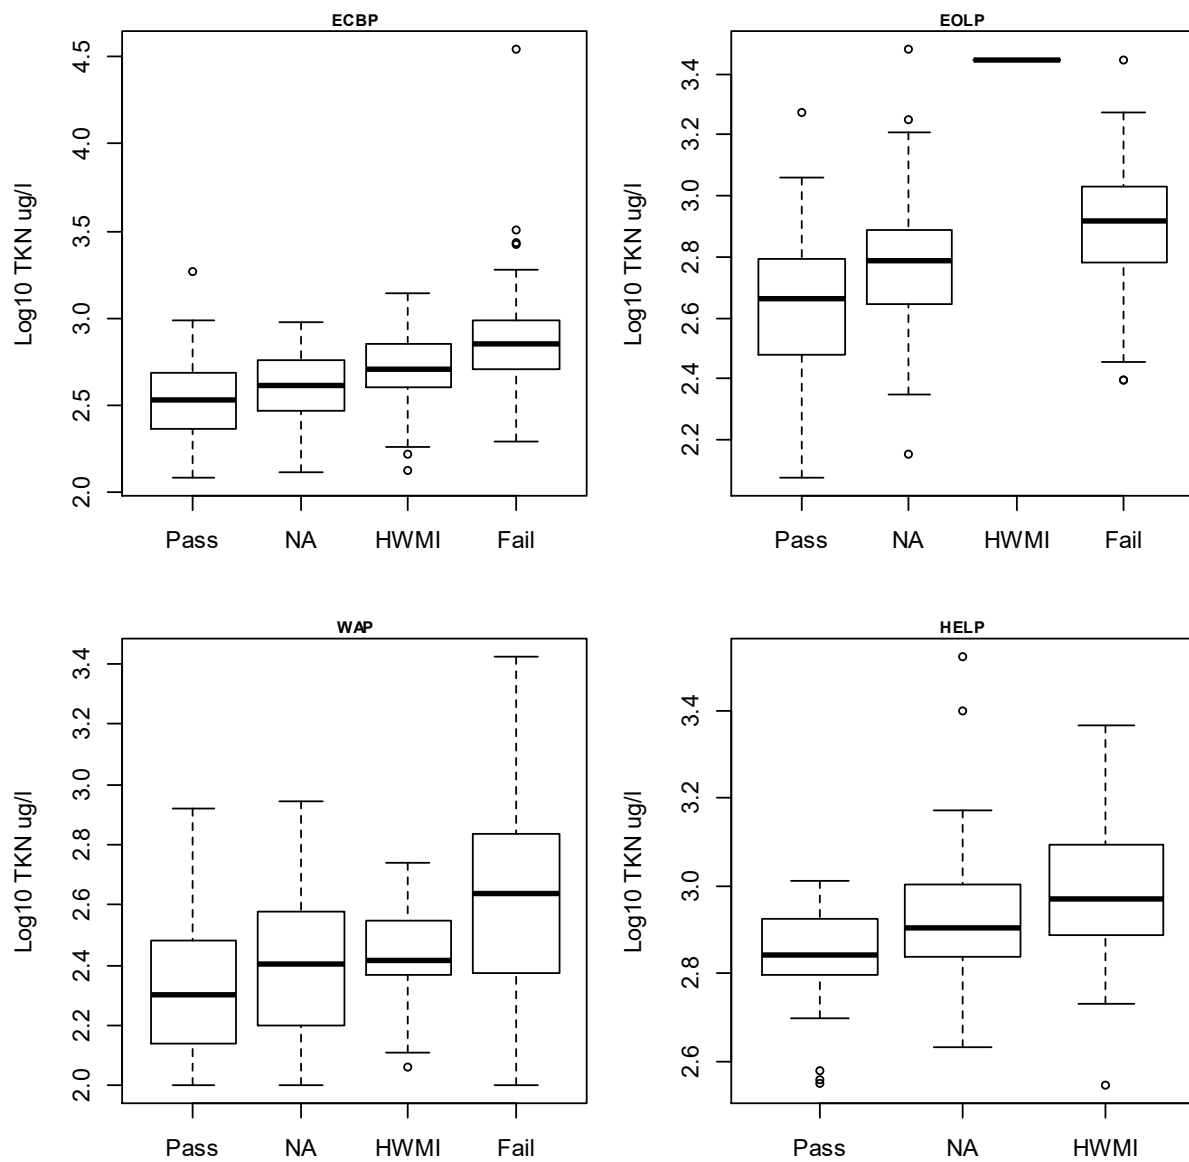 ECBP
Log10 TKN ug/l
4.5
4.0
3.5
3.0
2.5
2.0
Pass NA HWMI Fail
EOLP
Log10 TKN ug/l
3.4
3.2
3.0
2.8
2.6
2.4
2.2
Pass NA HWMI Fail
WAP
Log10 TKN ug/l
3.4
3.2
3.0
2.8
2.6
2.4
2.2
2.0
Pass NA HWMI Fail
HELP
Log10 TKN ug/l
3.4
3.2
3.0
2.8
2.6
Pass NA HWMI